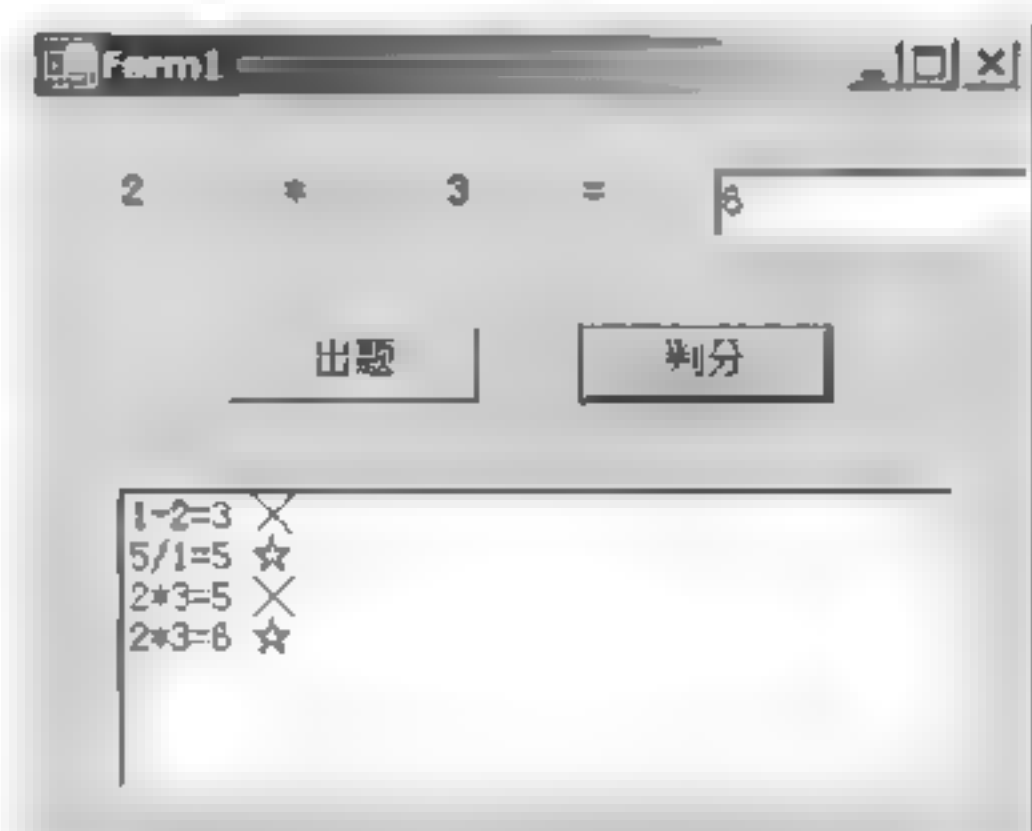 Form1
2 * 3 = 6
出题 判分
1-2=3 ╳
5/1=5 ☆
2*3=5 ╳
2*3=6 ☆